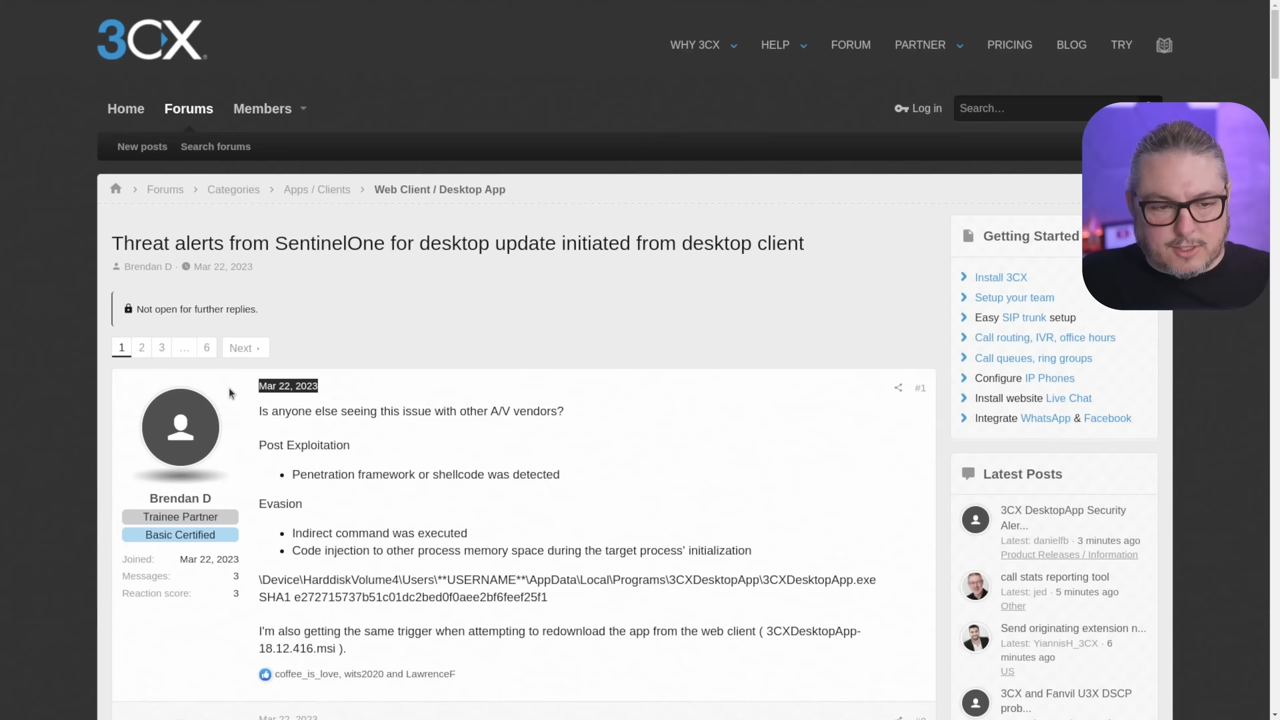 3CX
WHY 3CX
HELP
FORUM
PARTNER
PRICING
BLOG
TRY
Home
Forums
Members
Log in
Search…
New posts
Search forums
Forums
Categories
Apps / Clients
Web Client / Desktop App
Threat alerts from SentinelOne for desktop update initiated from desktop client
Brendan D · Mar 22, 2023
Not open for further replies.
1 2 3 … 6 Next
Mar 22, 2023
#1
Is anyone else seeing this issue with other A/V vendors?
Post Exploitation
• Penetration framework or shellcode was detected
Evasion
• Indirect command was executed
• Code injection to other process memory space during the target process' initialization
\Device\HarddiskVolume4\Users\**USERNAME**\AppData\Local\Programs\3CXDesktopApp\3CXDesktopApp.exe
SHA1 e272715737b51c01dc2bed0f0aee2bf6feef25f1
I'm also getting the same trigger when attempting to redownload the app from the web client ( 3CXDesktopApp-
18.12.416.msi ).
coffee_is_love, wits2020 and LawrenceF
Brendan D
Trainee Partner
Basic Certified
Joined: Mar 22, 2023
Messages: 3
Reaction score: 3
Mar 22, 2023
#2
Getting Started
Install 3CX
Setup your team
Easy SIP trunk setup
Call routing, IVR, office hours
Call queues, ring groups
Configure IP Phones
Install website Live Chat
Integrate WhatsApp & Facebook
Latest Posts
3CX DesktopApp Security
Aler...
Latest: danielfb · 3 minutes ago
Product Releases / Information
call stats reporting tool
Latest: jed · 5 minutes ago
Other
Send originating extension n...
Latest: YiannisH_3CX · 6
minutes ago
US
3CX and Fanvil U3X DSCP
prob...